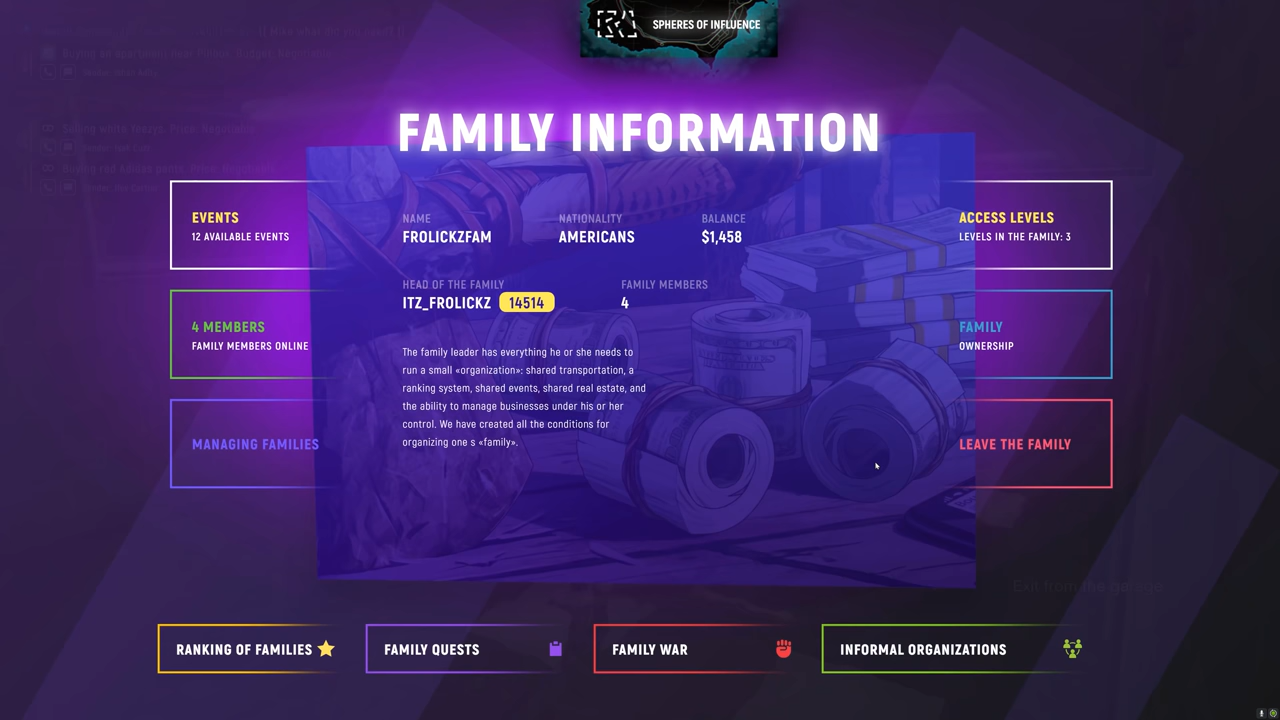 SPHERES OF INFLUENCE
FAMILY INFORMATION
EVENTS
12 AVAILABLE EVENTS
4 MEMBERS
FAMILY MEMBERS ONLINE
MANAGING FAMILIES
NAME
FROLICKZFAM
NATIONALITY
AMERICANS
BALANCE
$1,458
HEAD OF THE FAMILY
ITZ_FROLICKZ 14514
FAMILY MEMBERS
4
The family leader has everything he or she needs to
run a small «organization»: shared transportation, a
ranking system, shared events, shared real estate, and
the ability to manage businesses under his or her
control. We have created all the conditions for
organizing one s «family».
ACCESS LEVELS
LEVELS IN THE FAMILY: 3
FAMILY
OWNERSHIP
LEAVE THE FAMILY
Exit from the garage
RANKING OF FAMILIES
FAMILY QUESTS
FAMILY WAR
INFORMAL ORGANIZATIONS